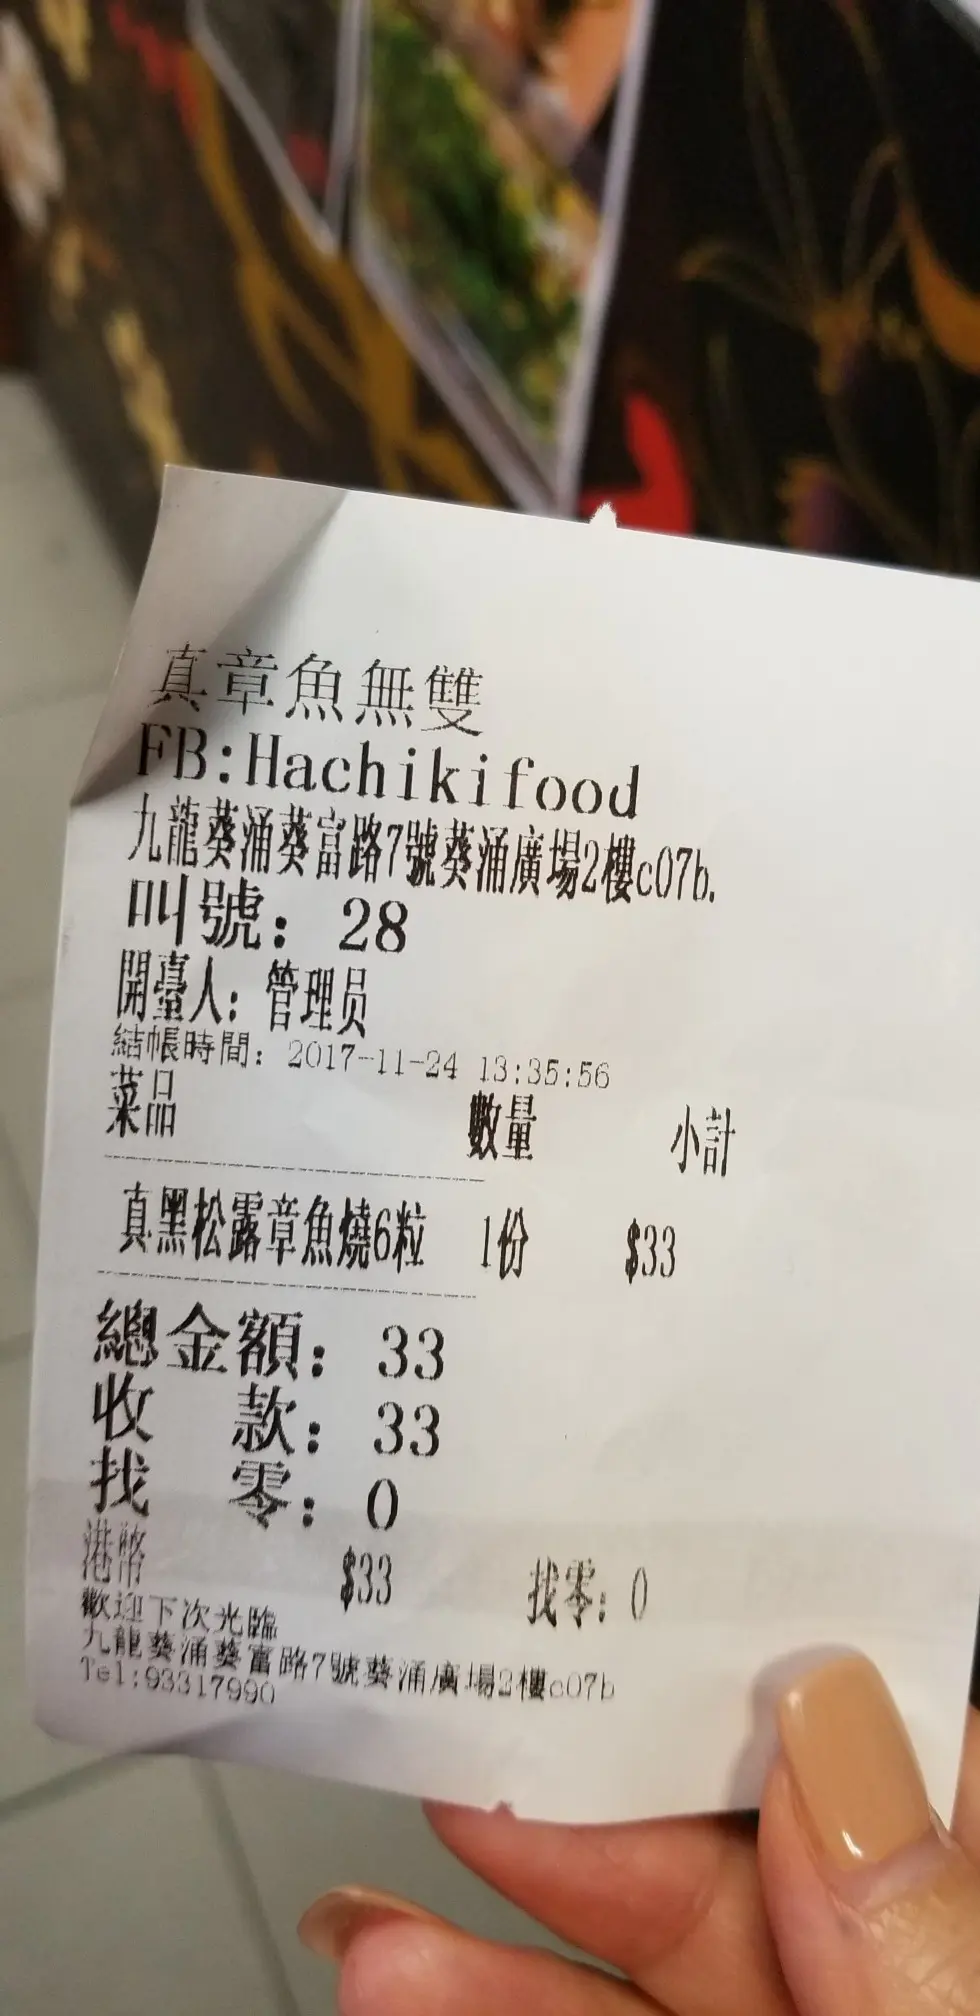 真章魚無雙
FB:Hachikifood
九龍葵涌葵富路7號葵涌廣場2樓c07b.
叫號: 28
開臺人: 管理员
結帳時間: 2017-11-24 13:35:56
菜品 數量 小計
真黑松露章魚燒6粒 1份 $33
總金額: 33
收 款: 33
找 零: 0
港幣 $33 找零: 0
歡迎下次光臨
九龍葵涌葵富路7號葵涌廣場2樓c07b
Tel:93317990